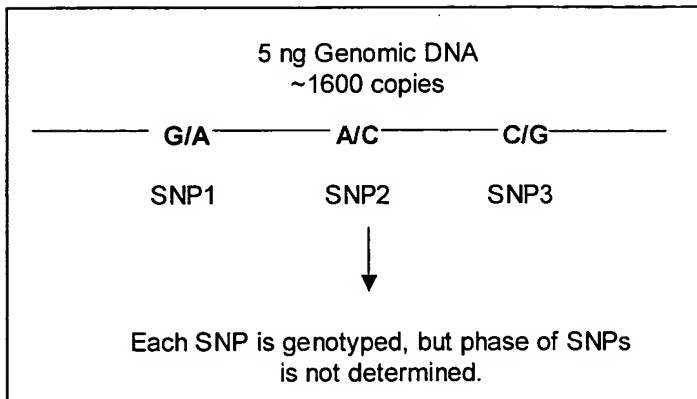 5 ng Genomic DNA
~1600 copies
G/A A/C C/G
SNP1 SNP2 SNP3
Each SNP is genotyped, but phase of SNPs
is not determined.